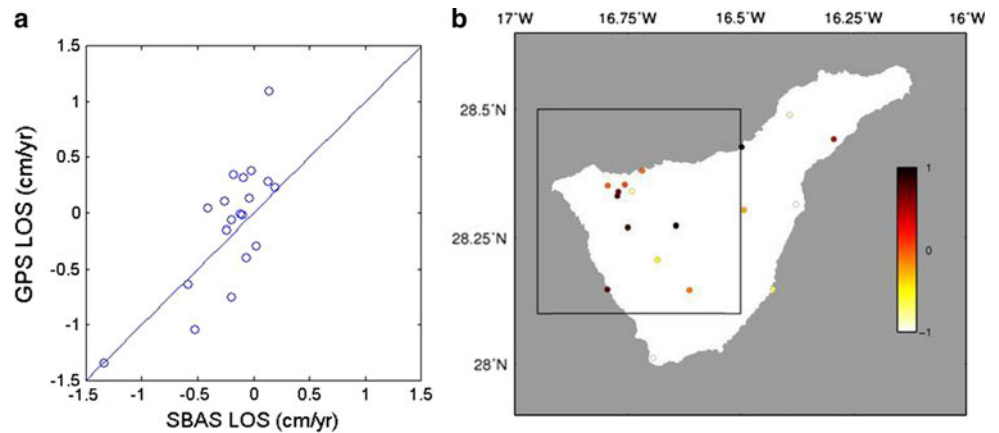 a
1.5
1
0.5
0
-0.5
-1
-1.5
-1.5 -1 -0.5 0 0.5 1 1.5
GPS LOS (cm/yr)
SBAS LOS (cm/yr)
b
17˚W 16.75˚W 16.5˚W 16.25˚W 16˚W
28.5˚N
28.25˚N
28˚N
1
0
-1